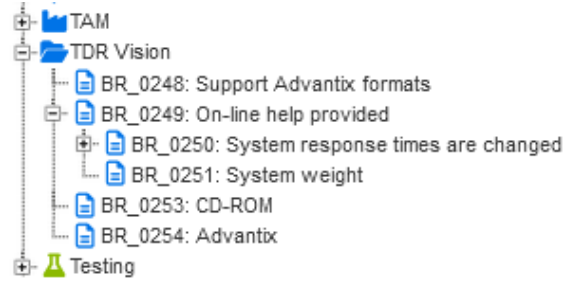 TAM
TDR Vision
BR_0248: Support Advantix formats
BR_0249: On-line help provided
BR_0250: System response times are changed
BR_0251: System weight
BR_0253: CD-ROM
BR_0254: Advantix
Testing